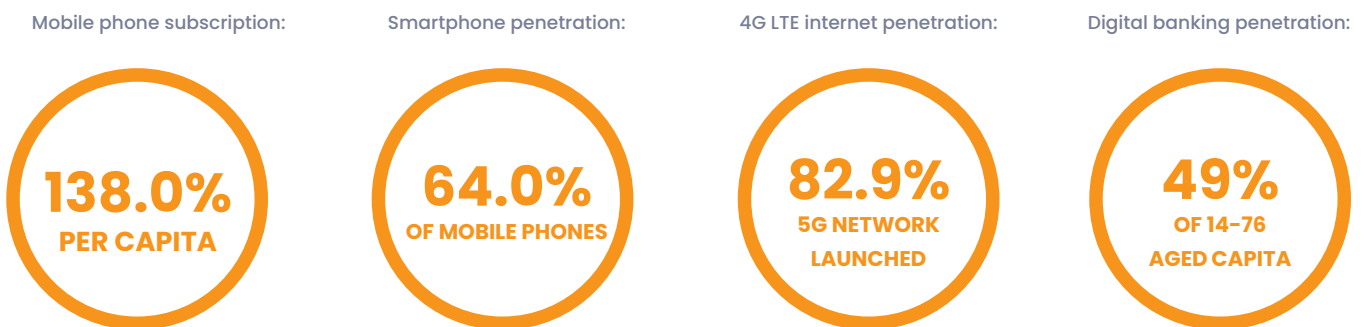 Mobile phone subscription:
138.0%
PER CAPITA
Smartphone penetration:
64.0%
OF MOBILE PHONES
4G LTE internet penetration:
82.9%
5G NETWORK
LAUNCHED
Digital banking penetration:
49%
OF 14-76
AGED CAPITA